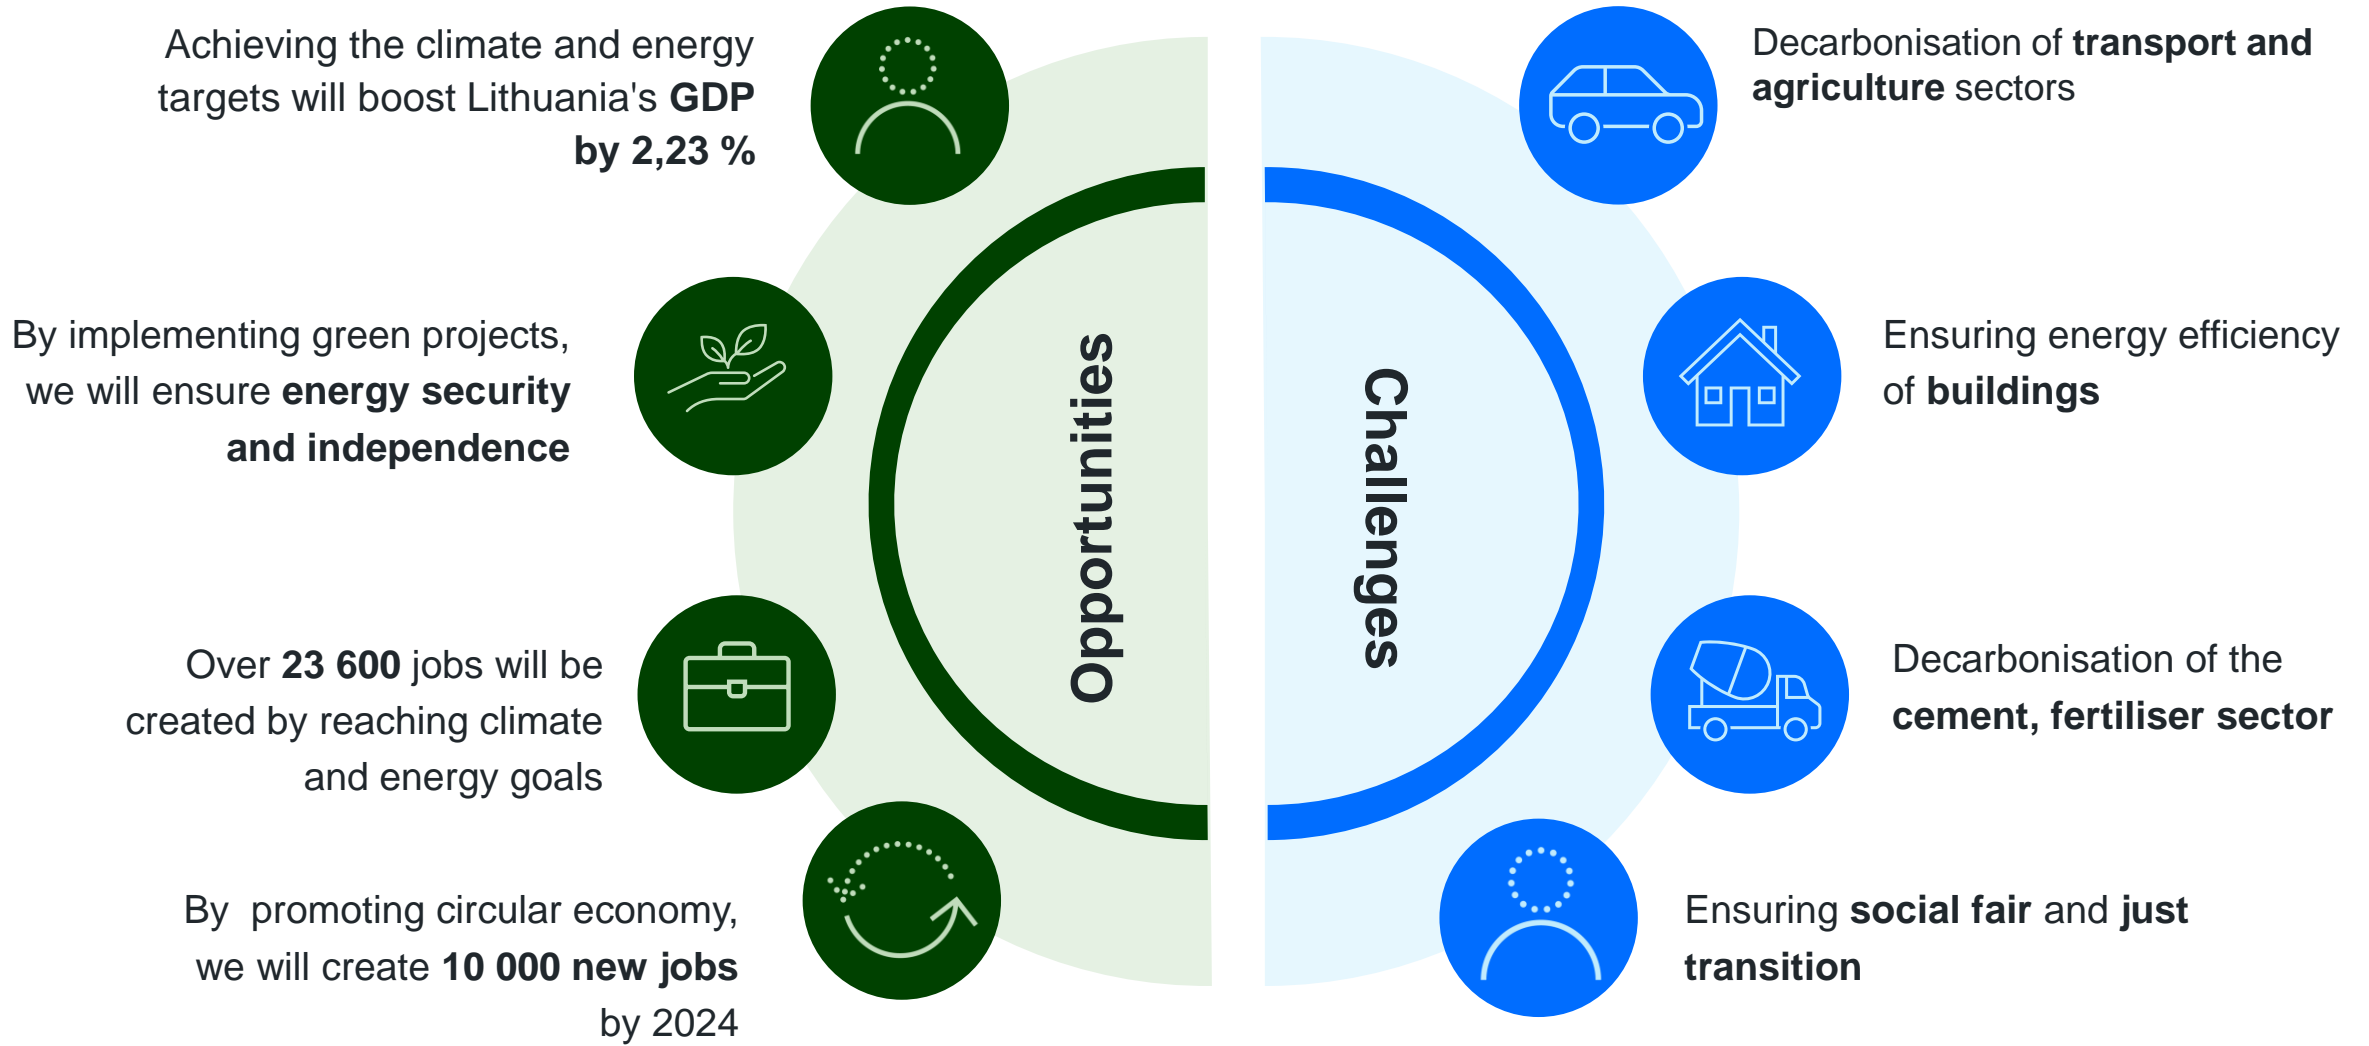 Achieving the climate and energy
targets will boost Lithuania's GDP
by 2,23 %
By implementing green projects,
we will ensure energy security
and independence
Over 23 600 jobs will be
created by reaching climate
and energy goals
By  promoting circular economy,
we will create 10 000 new jobs
by 2024
Opportunities
Challenges
Decarbonisation of transport and
agriculture sectors
Ensuring energy efficiency
of buildings
Decarbonisation of the
cement, fertiliser sector
Ensuring social fair and just
transition